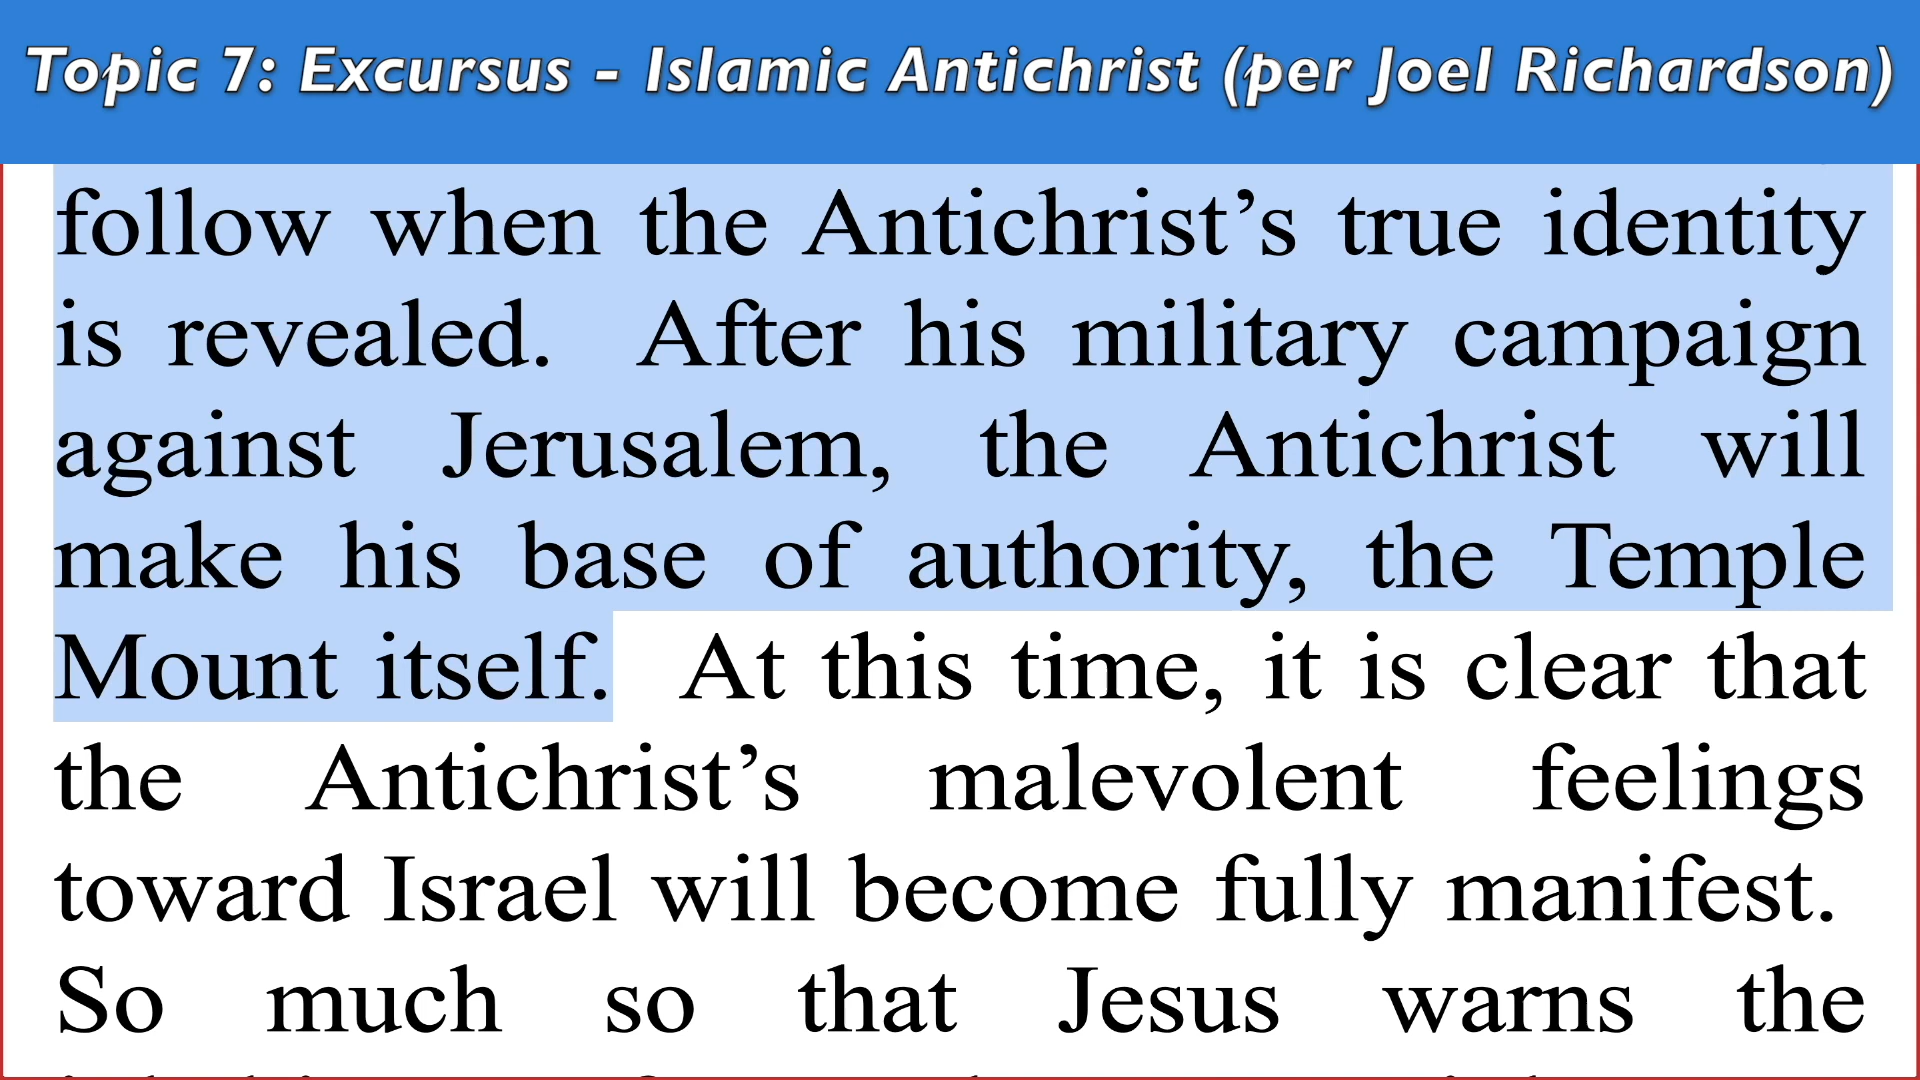 Topic 7: Excursus - Islamic Antichrist (per Joel Richardson)
follow when the Antichrist’s true identity
is revealed.  After his military campaign
against Jerusalem, the Antichrist will
make his base of authority, the Temple
Mount itself.  At this time, it is clear that
the Antichrist’s malevolent feelings
toward Israel will become fully manifest.
So much so that Jesus warns the